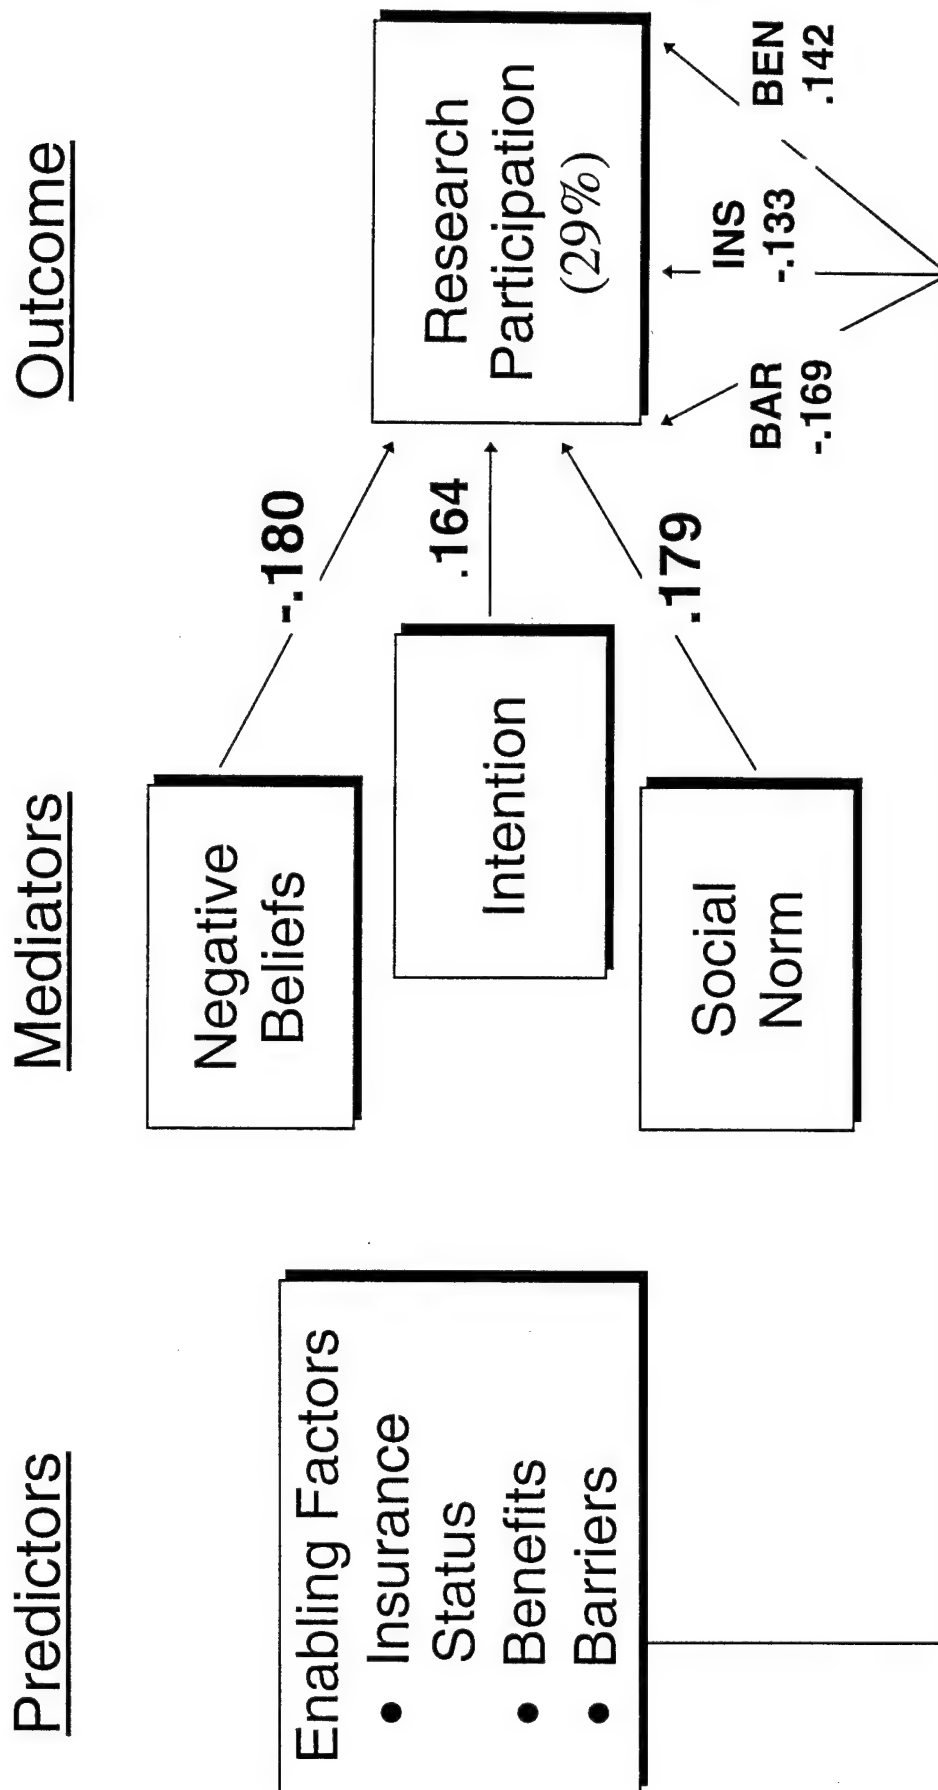 Predictors
Mediators
Outcome
Enabling Factors
• Insurance
Status
• Benefits
• Barriers
Negative
Beliefs
Intention
Social
Norm
-.180
.164
.179
Research
Participation
(29%)
BAR
-.169
INS
-.133
BEN
.142